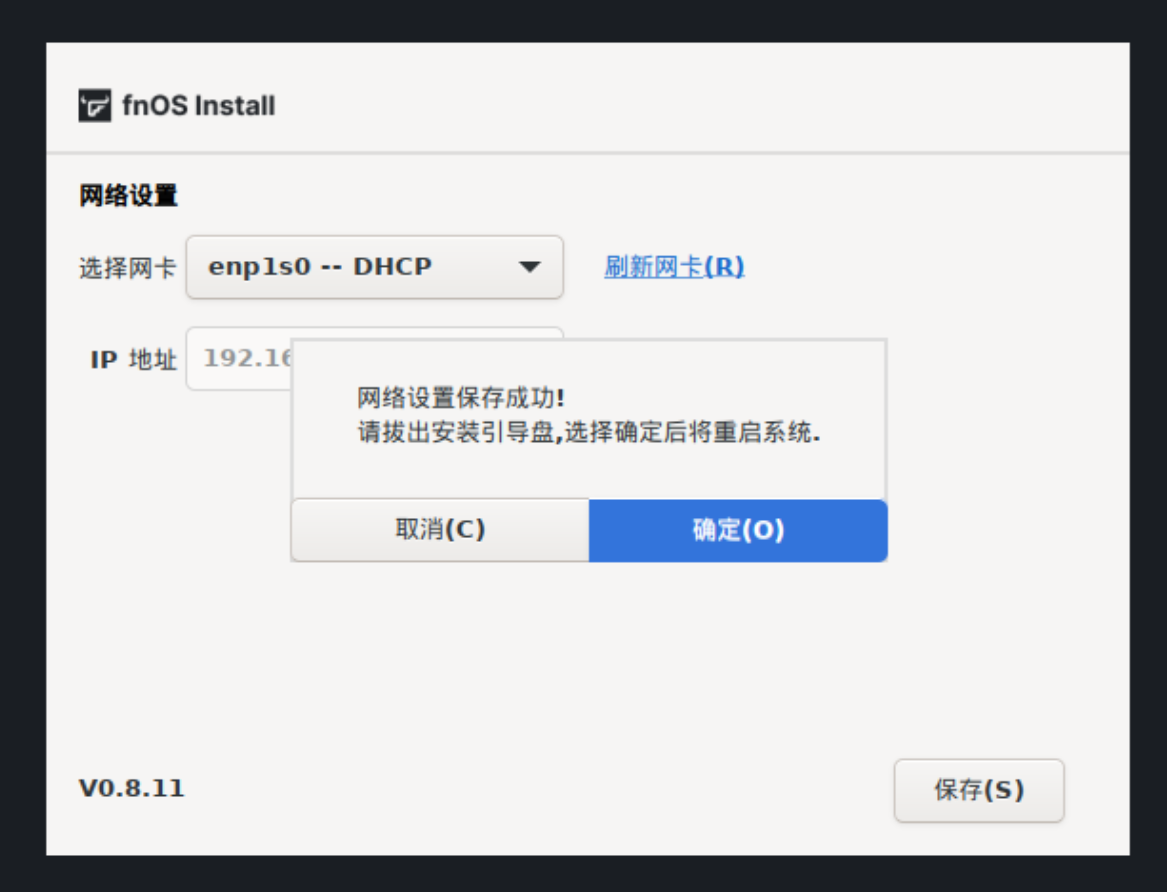 fnOS Install
网络设置
选择网卡 enp1s0 -- DHCP 刷新网卡(R)
IP 地址
网络设置保存成功!
请拔出安装引导盘,选择确定后将重启系统.
取消(C) 确定(O)
V0.8.11 保存(S)